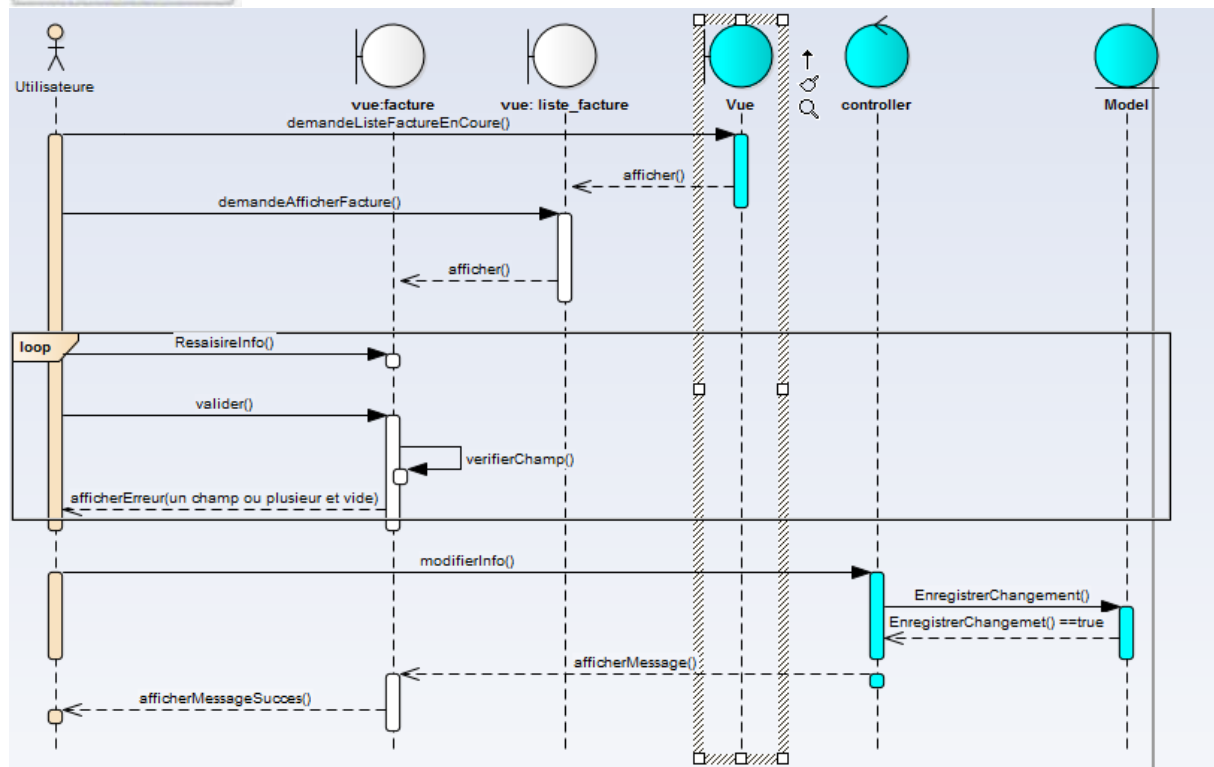 Utilisateure
vue:facture
vue: liste_facture
Vue
controller
Model
demandeListeFactureEnCoure()
afficher()
demandeAfficherFacture()
afficher()
loop
ResaisireInfo()
valider()
verifierChamp()
afficherErreur(un champ ou plusieur et vide)
modifierInfo()
EnregistrerChangement()
EnregistrerChangemet() ==true
afficherMessage()
afficherMessageSucces()